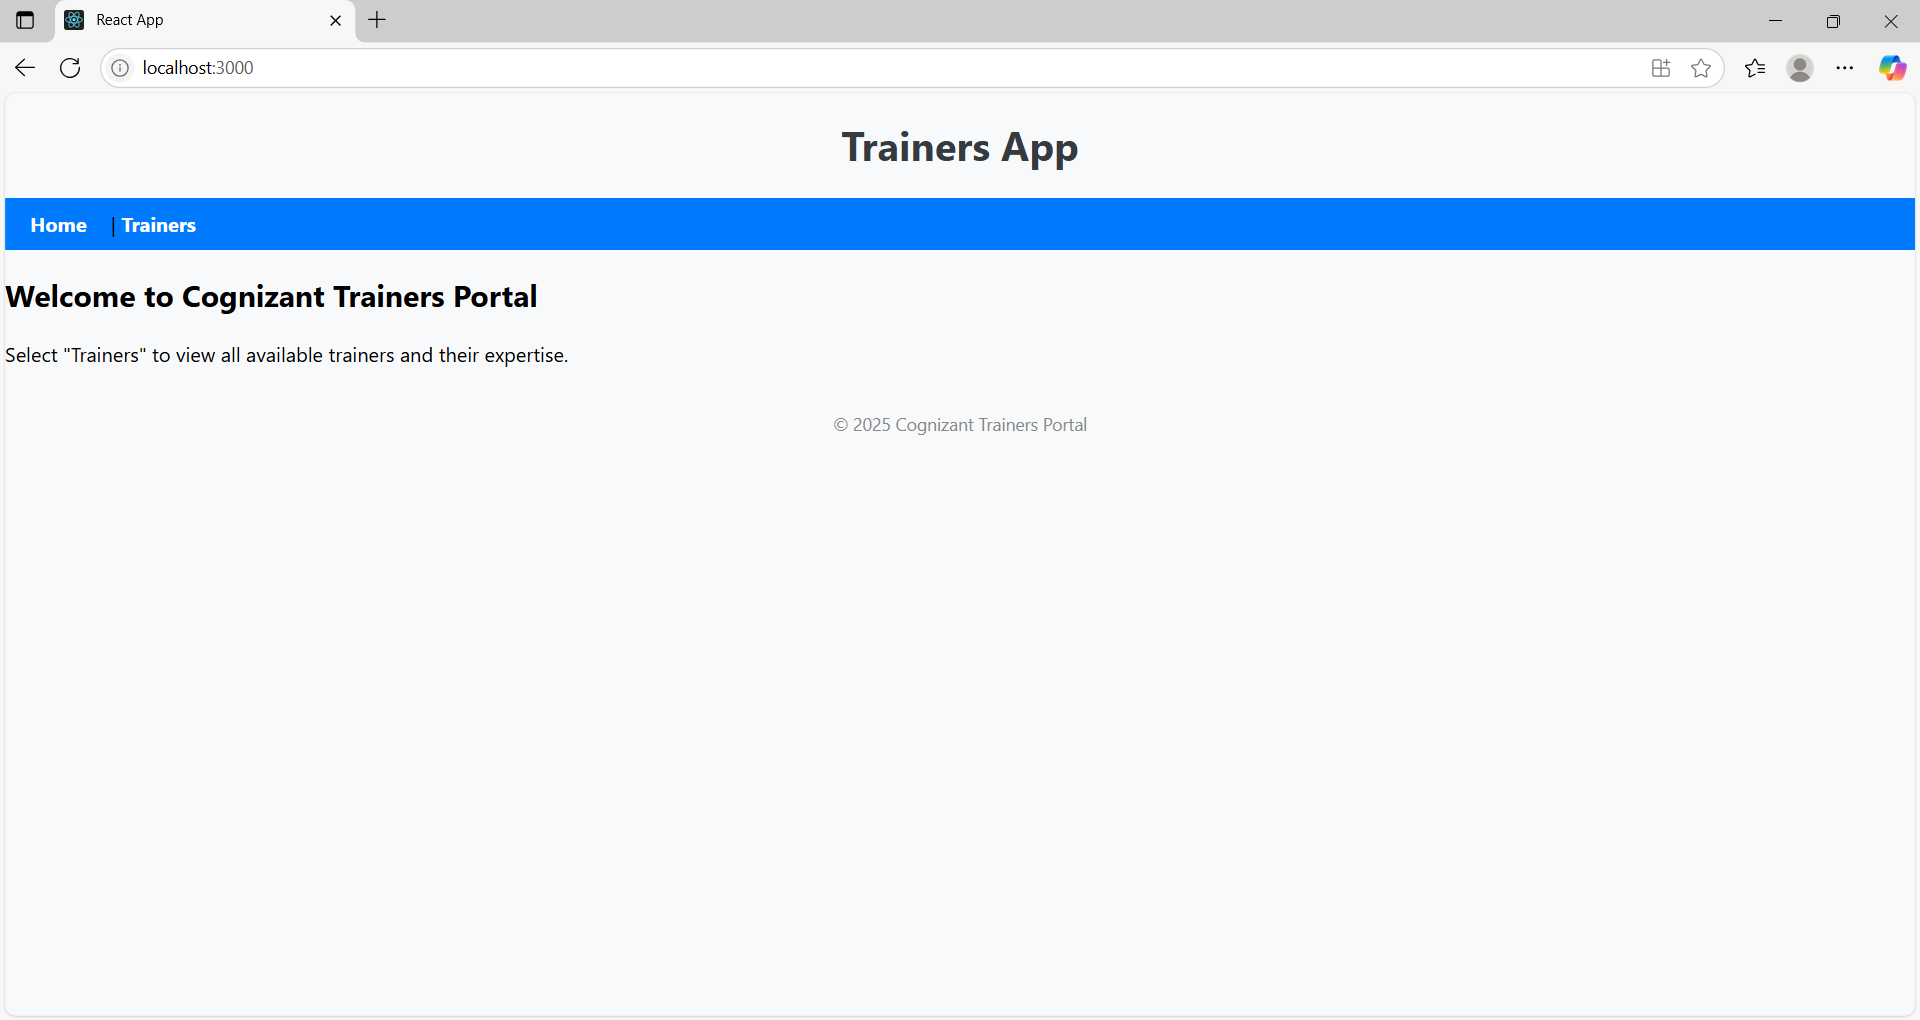 React App
localhost:3000
Trainers App
Home | Trainers
Welcome to Cognizant Trainers Portal
Select "Trainers" to view all available trainers and their expertise.
© 2025 Cognizant Trainers Portal